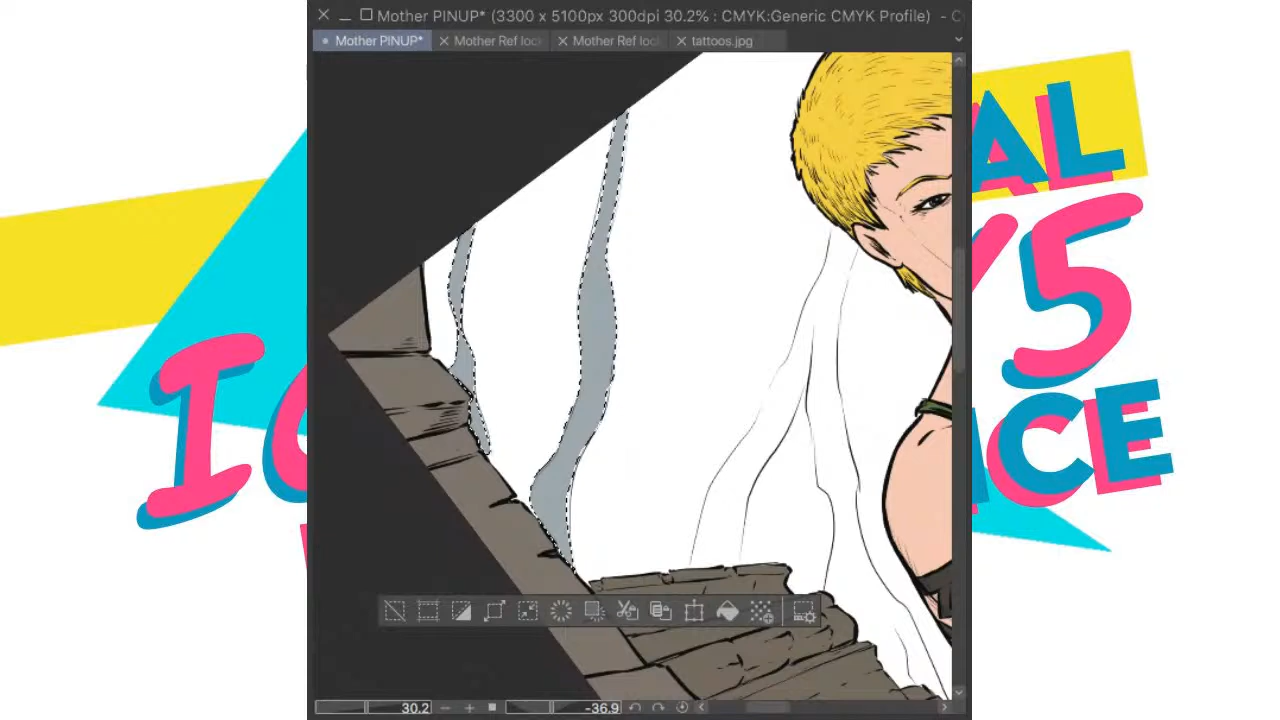 Mother PINUP* (3300 x 5100px 300dpi 30.2% : CMYK:Generic CMYK Profile) - C
Mother PINUP* Mother Ref loc Mother Ref loc tattoos.jpg
30.2 -36.9